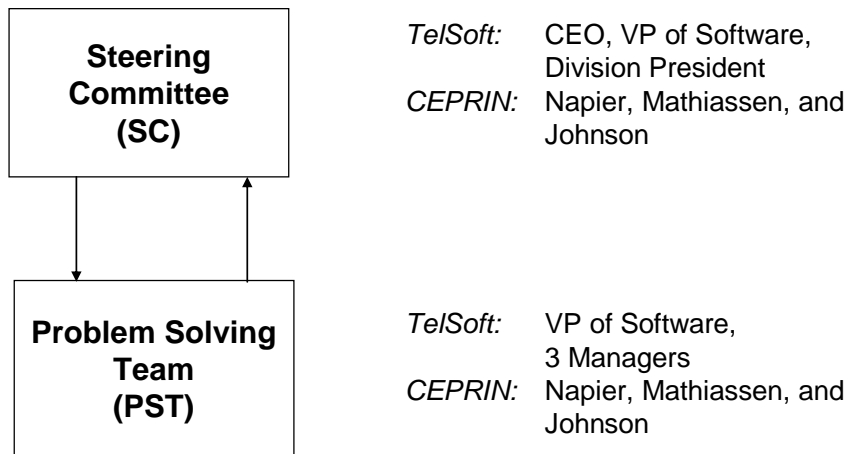 Steering
Committee
(SC)
TelSoft: CEO, VP of Software,
Division President
CEPRIN: Napier, Mathiassen, and
Johnson
Problem Solving
Team
(PST)
TelSoft: VP of Software,
3 Managers
CEPRIN: Napier, Mathiassen, and
Johnson